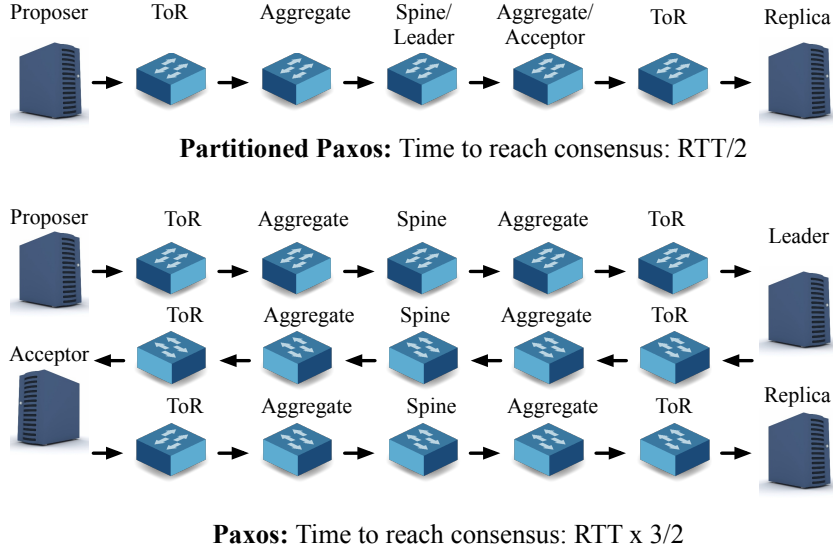 Proposer ToR Aggregate Spine/ Aggregate/ ToR Replica
Leader Acceptor
Partitioned Paxos: Time to reach consensus: RTT/2
Proposer ToR Aggregate Spine Aggregate ToR Leader
Acceptor ToR Aggregate Spine Aggregate ToR
ToR Aggregate Spine Aggregate ToR Replica
Paxos: Time to reach consensus: RTT x 3/2